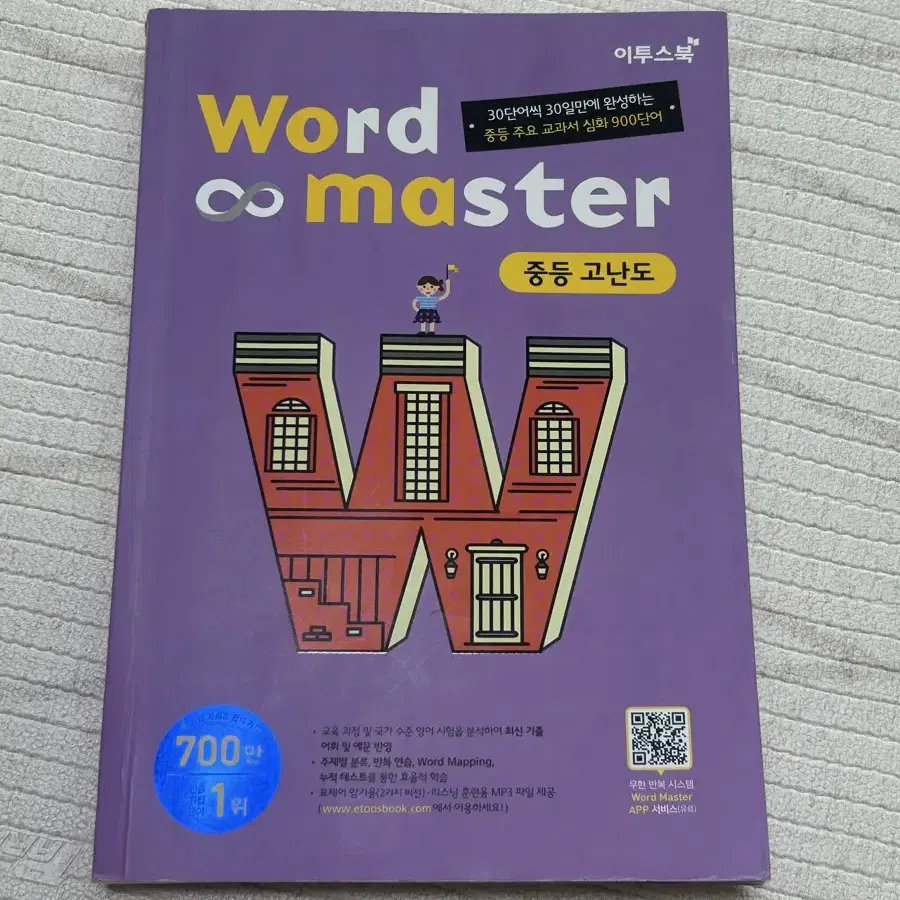 이투스북
Word
30단어씩 30일만에 완성하는
중등 주요 교과서 심화 900단어
master
중등 고난도
700만
1위
• 교육 과정 및 국가 수준 영어 시험을 분석하여 최신 기출
어휘 및 예문 반영
• 주제별 분류, 반복 연습, Word Mapping,
누적 테스트를 통한 효율적 학습
• 표제어 암기용(2가지 버전)·리스닝 훈련용 MP3 파일 제공
(www.etoosbook.com에서 이용하세요!)
무한 반복 시스템
Word Master
APP 서비스(유료)